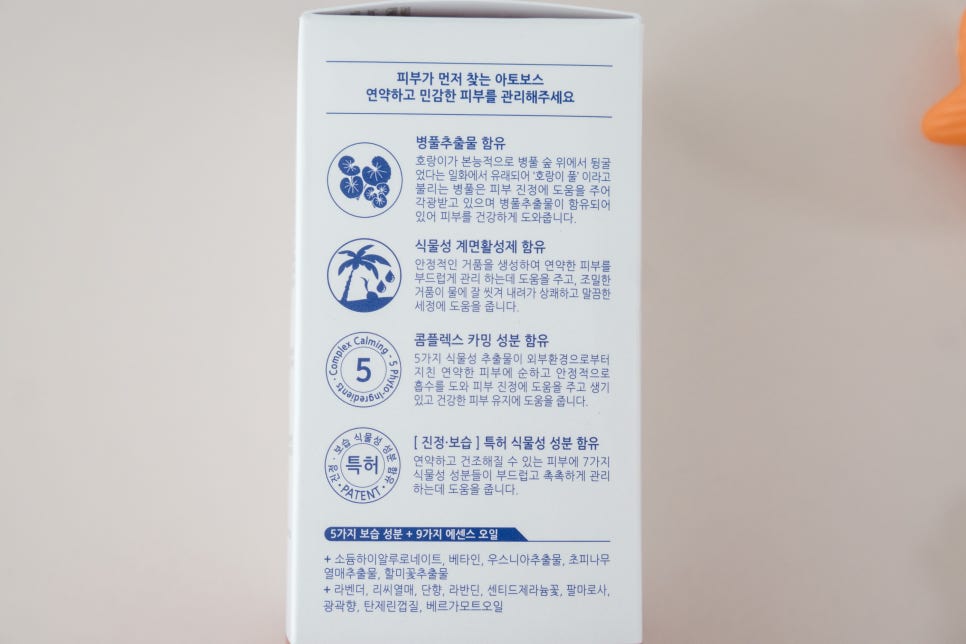 피부가 먼저 찾는 아토보스
연약하고 민감한 피부를 관리해주세요
병풀추출물 함유
호랑이가 본능적으로 병풀 숲 위에서 뒹굴
었다는 일화에서 유래되어 '호랑이 풀' 이라고
불리는 병풀은 피부 진정에 도움을 주어
각광받고 있으며 병풀추출물이 함유되어
있어 피부를 건강하게 도와줍니다.
식물성 계면활성제 함유
안정적인 거품을 생성하여 연약한 피부를
부드럽게 관리 하는데 도움을 주고, 조밀한
거품이 물에 잘 씻겨 내려가 상쾌하고 말끔한
세정에 도움을 줍니다.
Complex Calming · 5 Phyto-ingredients ·
5
콤플렉스 카밍 성분 함유
5가지 식물성 추출물이 외부환경으로부터
지친 연약한 피부에 순하고 안정적으로
흡수를 도와 피부 진정에 도움을 주고 생기
있고 건강한 피부 유지에 도움을 줍니다.
진정 · 보습 식물성 성분 함유 · PATENT ·
특허
[ 진정·보습 ] 특허 식물성 성분 함유
연약하고 건조해질 수 있는 피부에 7가지
식물성 성분들이 부드럽고 촉촉하게 관리
하는데 도움을 줍니다.
5가지 보습 성분 + 9가지 에센스 오일
+ 소듐하이알루로네이트, 베타인, 우스니아추출물, 초피나무
열매추출물, 할미꽃추출물
+ 라벤더, 리씨열매, 단향, 라반딘, 센티드제라늄꽃, 팔마로사,
광곽향, 탄제린껍질, 베르가모트오일